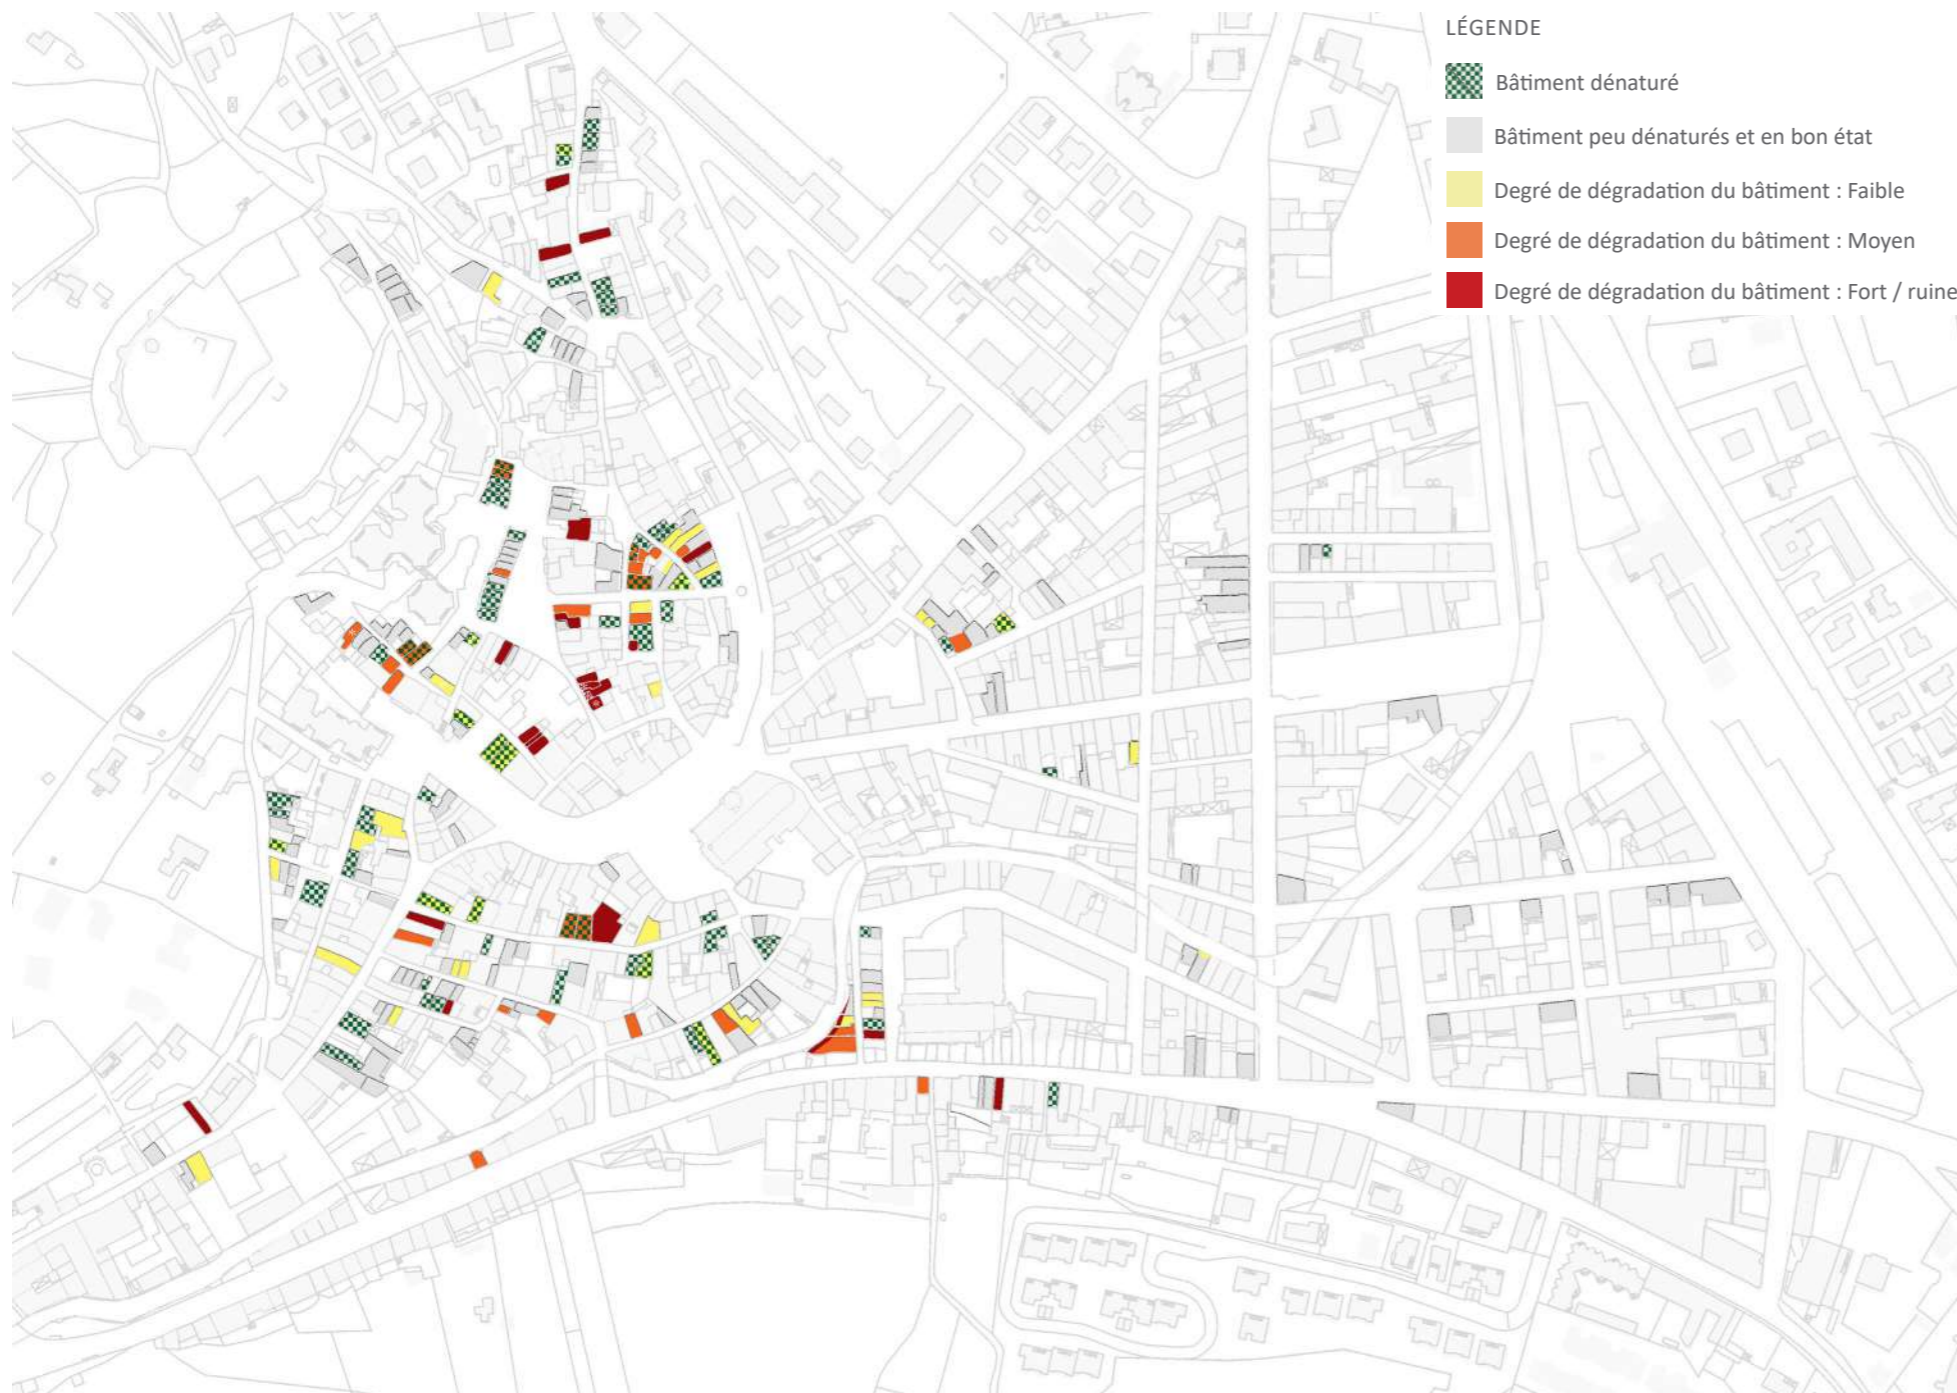 LÉGENDE
Bâtiment dénaturé
Bâtiment peu dénaturés et en bon état
Degré de dégradation du bâtiment : Faible
Degré de dégradation du bâtiment : Moyen
Degré de dégradation du bâtiment : Fort / ruine